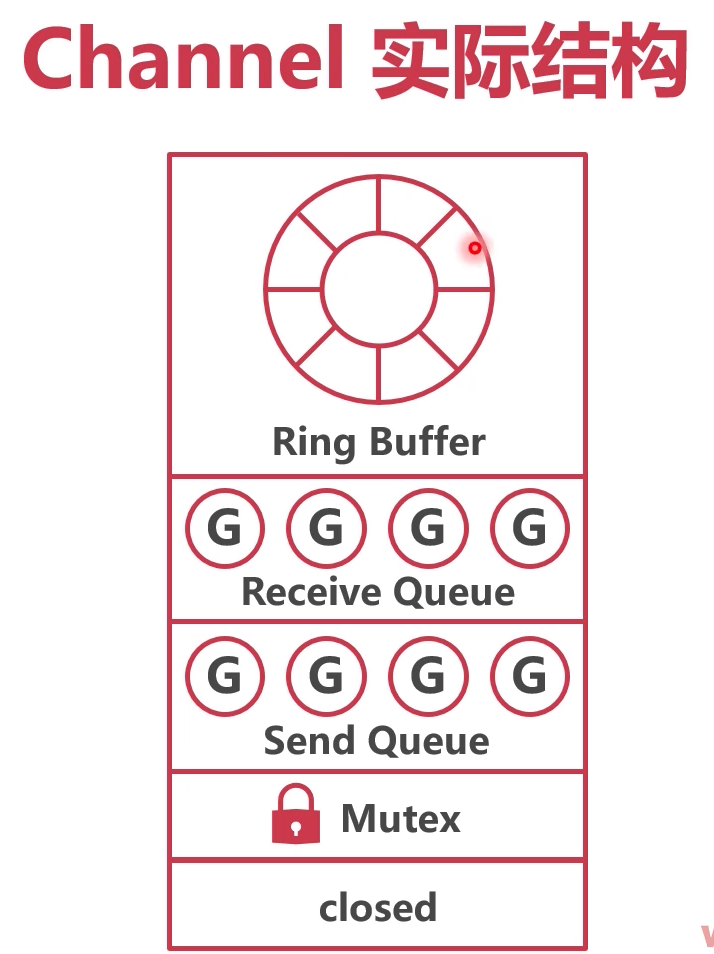 Channel 实际结构
Ring Buffer
G G G G
Receive Queue
G G G G
Send Queue
Mutex
closed